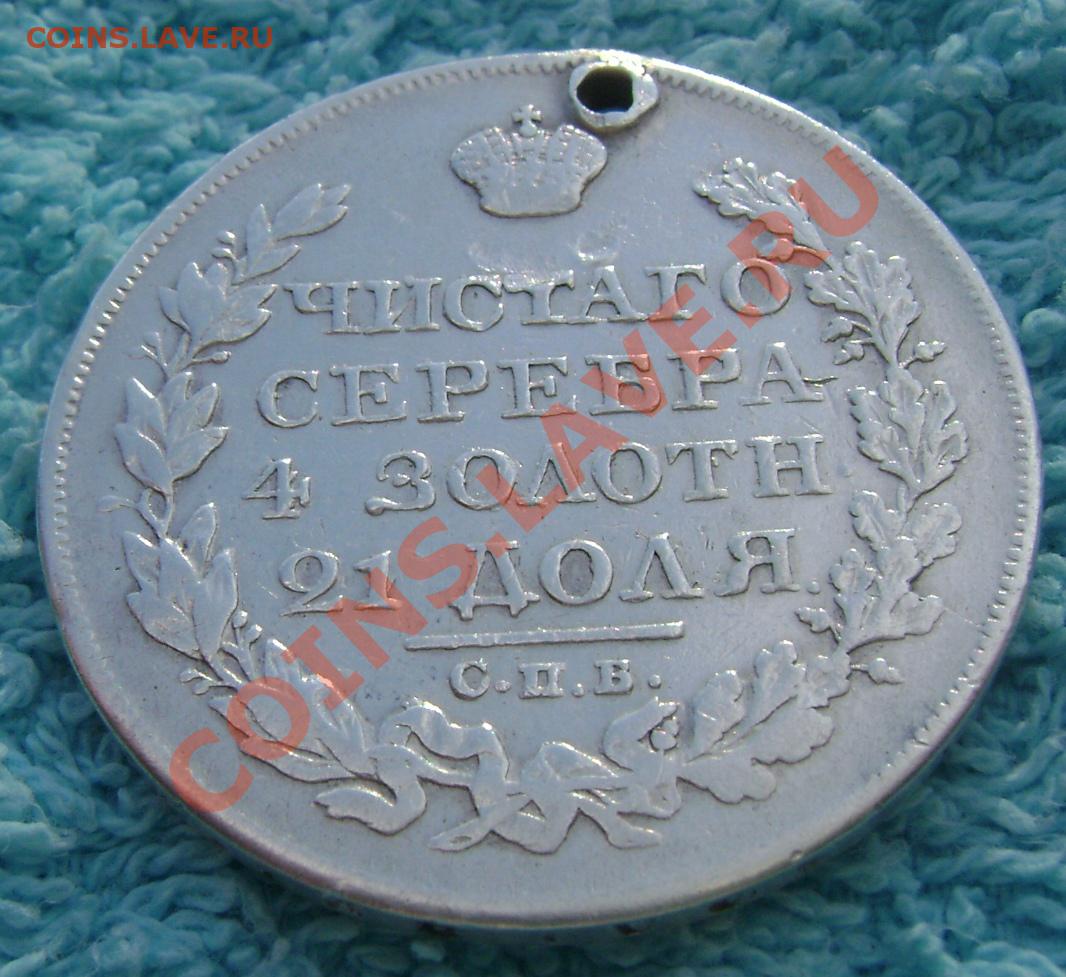 COINS.LAVE.RU
ЧИСТАГО
СЕРЕБРА
4 ЗОЛОТН
21 ДОЛЯ.
С.П.Б.
COINS.LAVE.RU